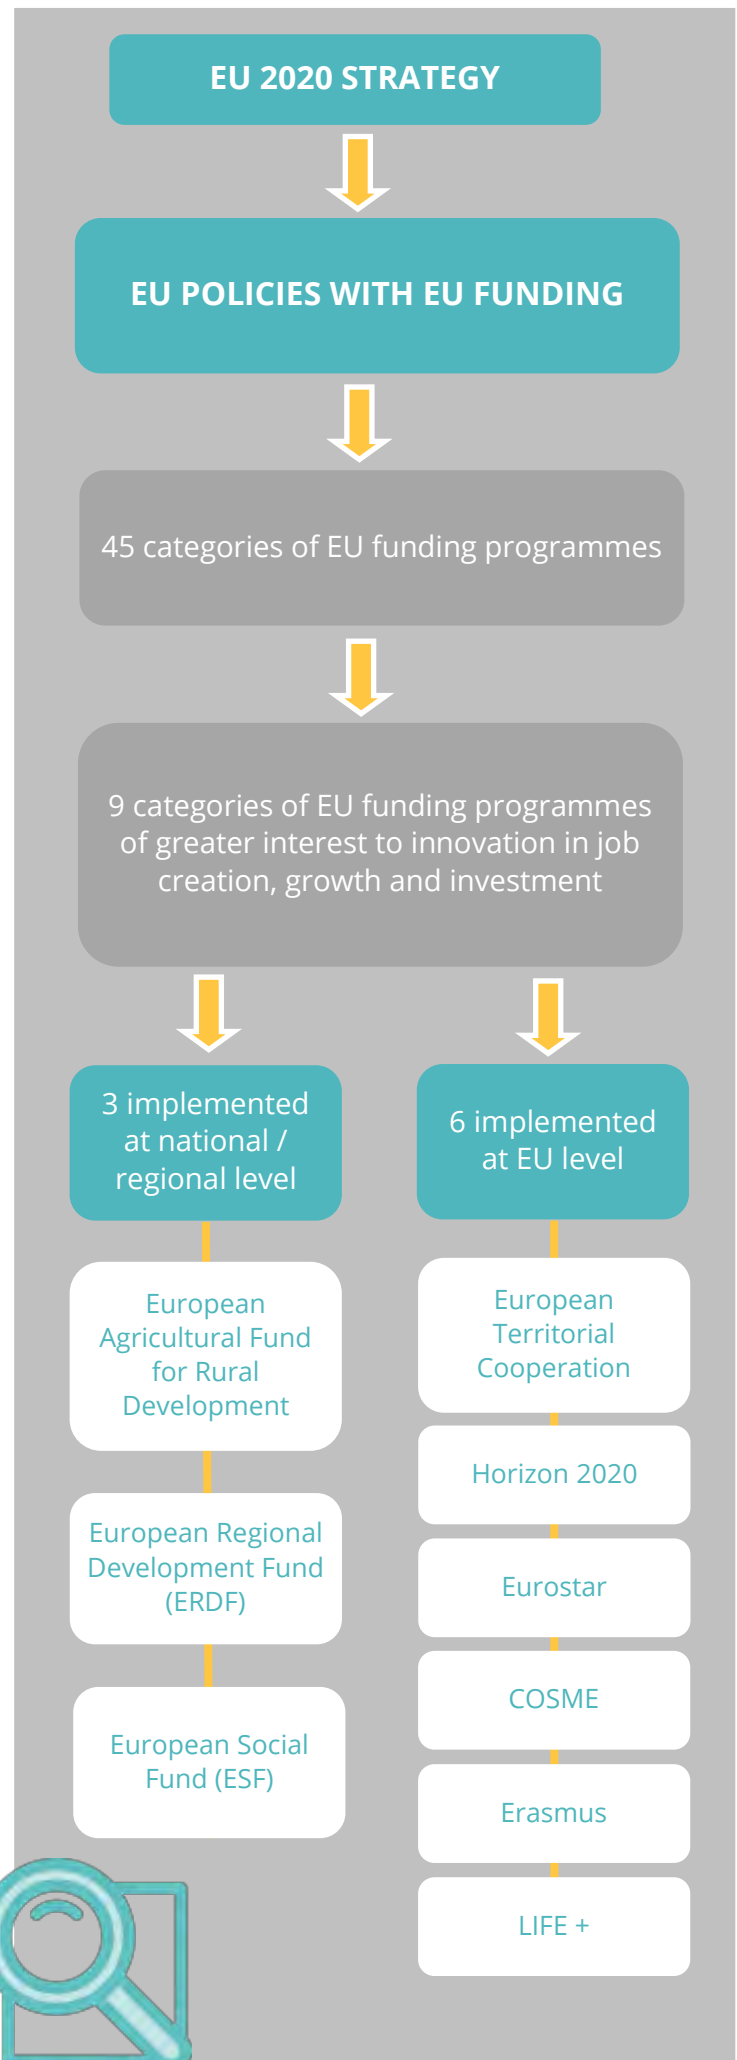 EU 2020 STRATEGY
EU POLICIES WITH EU FUNDING
45 categories of EU funding programmes
9 categories of EU funding programmes
of greater interest to innovation in job
creation, growth and investment
3 implemented
at national /
regional level
European
Agricultural Fund
for Rural
Development
European Regional
Development Fund
(ERDF)
European Social
Fund (ESF)
6 implemented
at EU level
European
Territorial
Cooperation
Horizon 2020
Eurostar
COSME
Erasmus
LIFE +